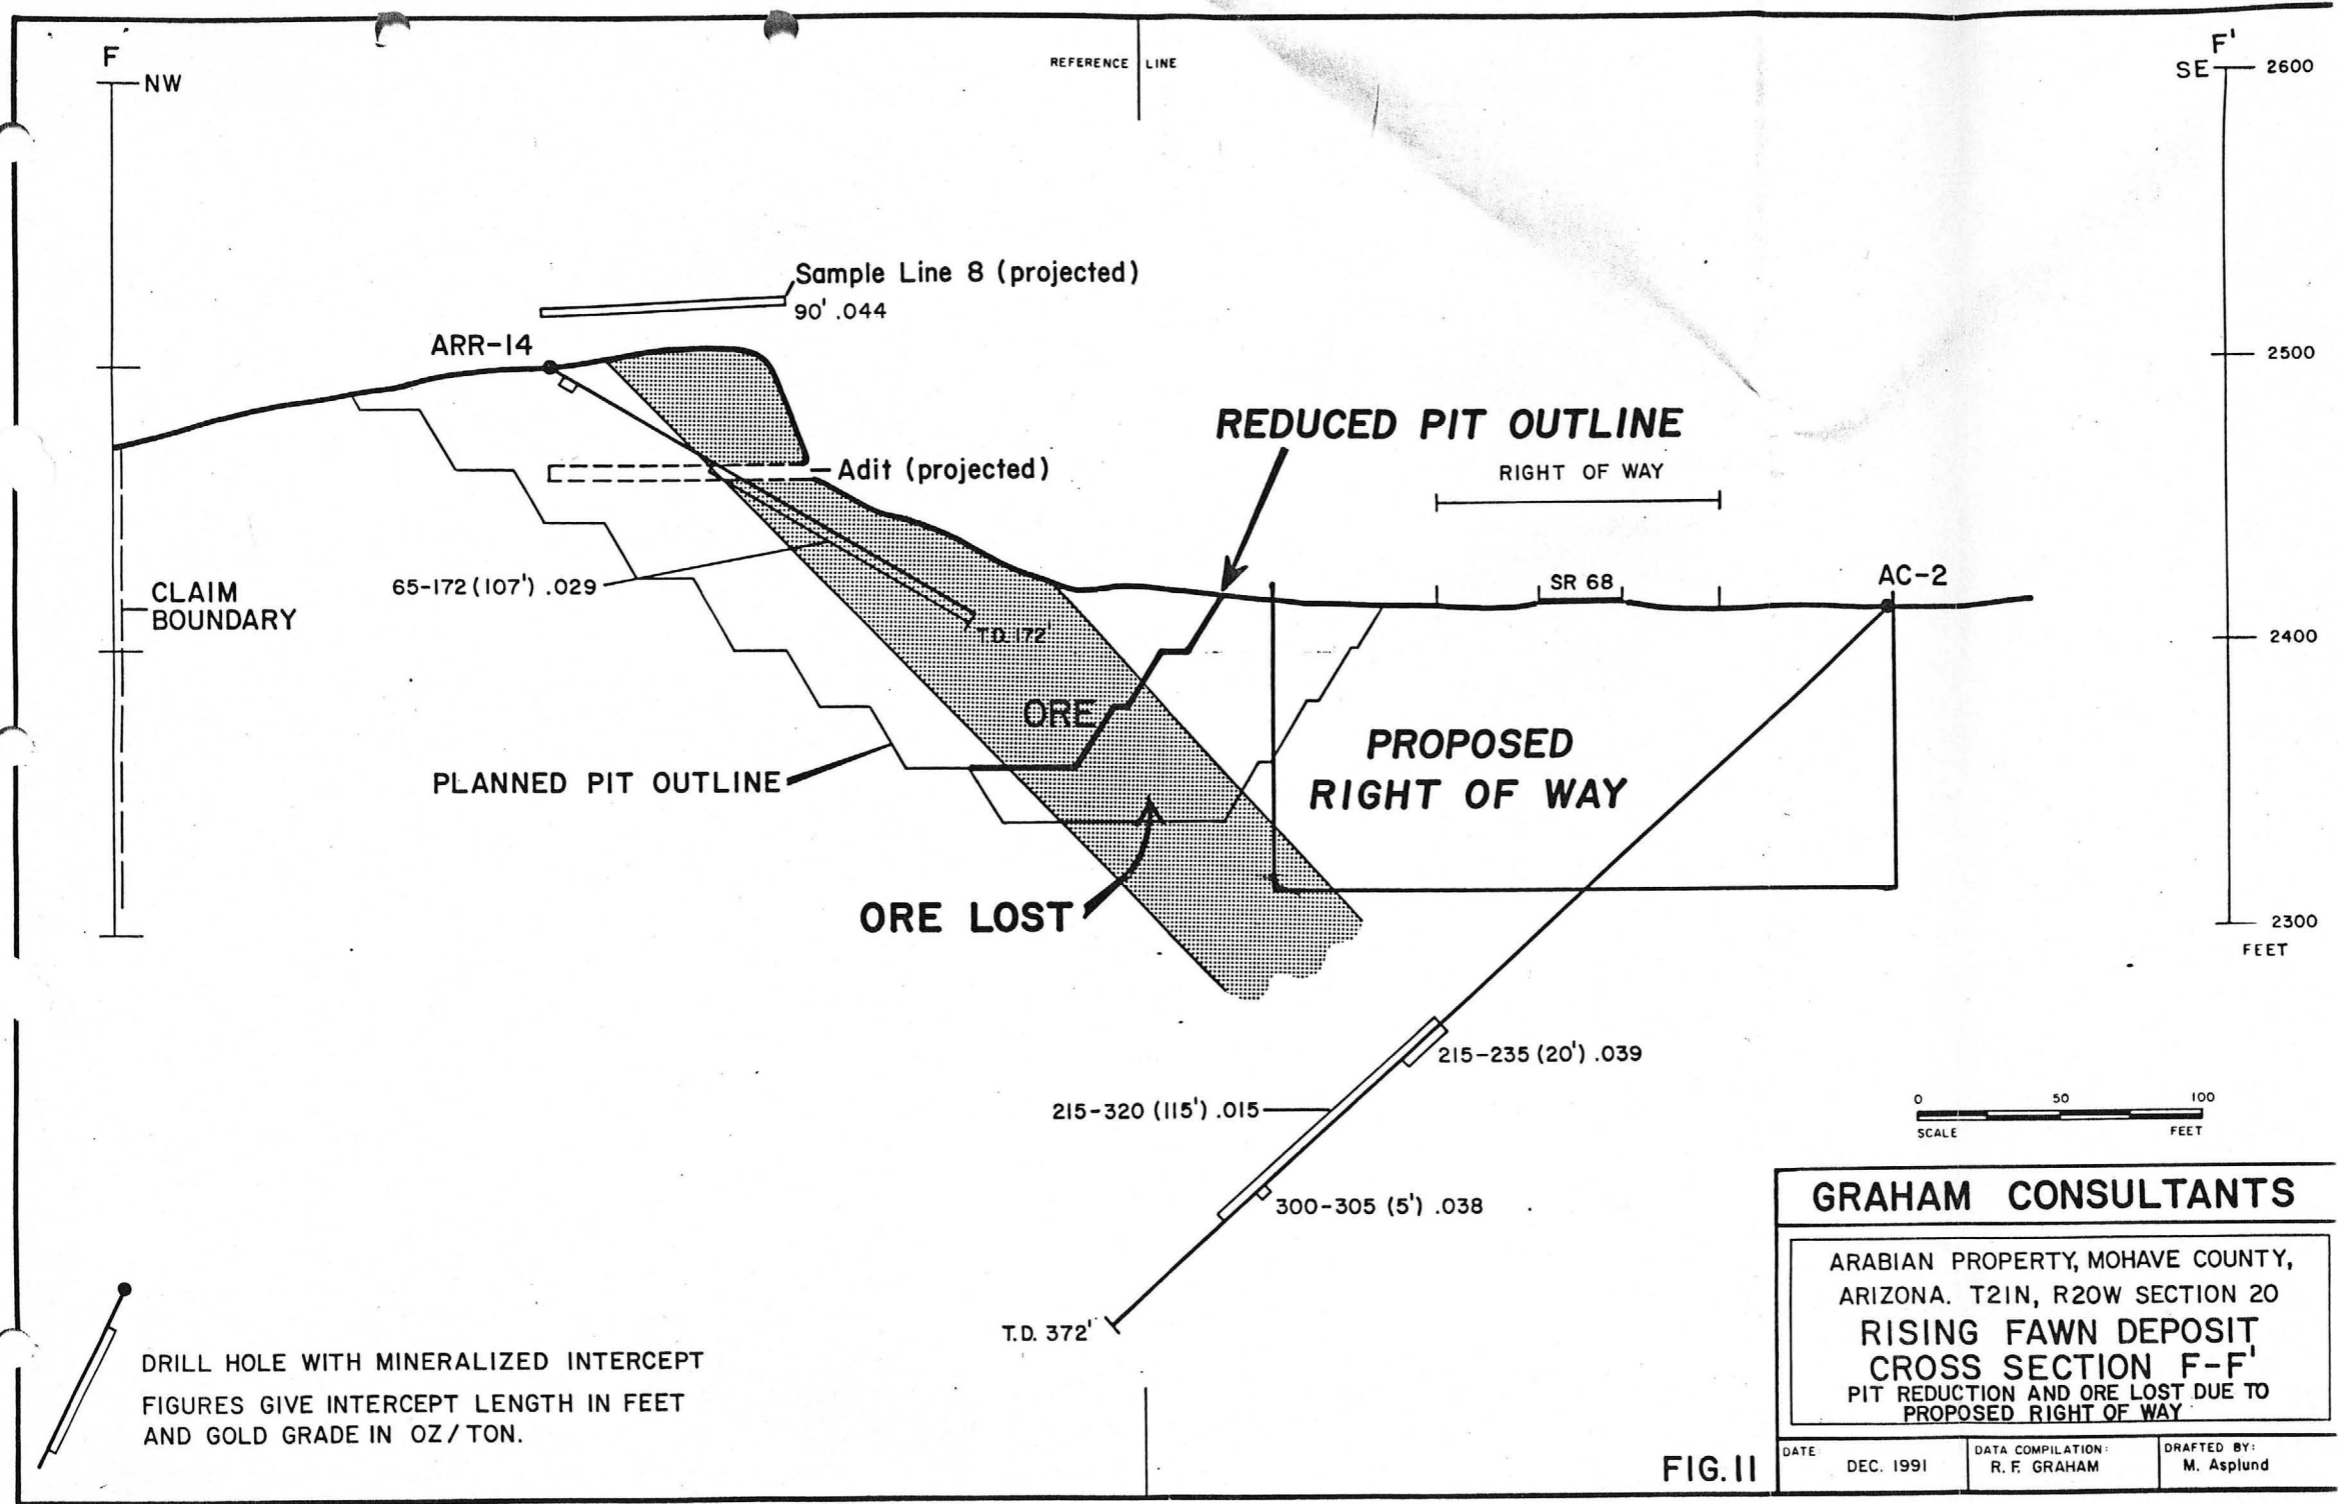 F
NW
REFERENCE LINE
F'
SE
2600
Sample Line 8 (projected)
90' .044
ARR-14
2500
REDUCED PIT OUTLINE
RIGHT OF WAY
Adit (projected)
65-172 (107') .029
SR 68
AC-2
CLAIM
BOUNDARY
T.D. 172'
2400
ORE
PROPOSED
RIGHT OF WAY
PLANNED PIT OUTLINE
ORE LOST
2300
FEET
215-235 (20') .039
215-320 (115') .015
0 50 100
SCALE FEET
300-305 (5') .038
T.D. 372'
DRILL HOLE WITH MINERALIZED INTERCEPT
FIGURES GIVE INTERCEPT LENGTH IN FEET
AND GOLD GRADE IN OZ/TON.
GRAHAM CONSULTANTS
ARABIAN PROPERTY, MOHAVE COUNTY,
ARIZONA. T21N, R20W SECTION 20
RISING FAWN DEPOSIT
CROSS SECTION F-F'
PIT REDUCTION AND ORE LOST DUE TO
PROPOSED RIGHT OF WAY
FIG. 11
DATE
DEC. 1991
DATA COMPILATION:
R. F. GRAHAM
DRAFTED BY:
M. Asplund